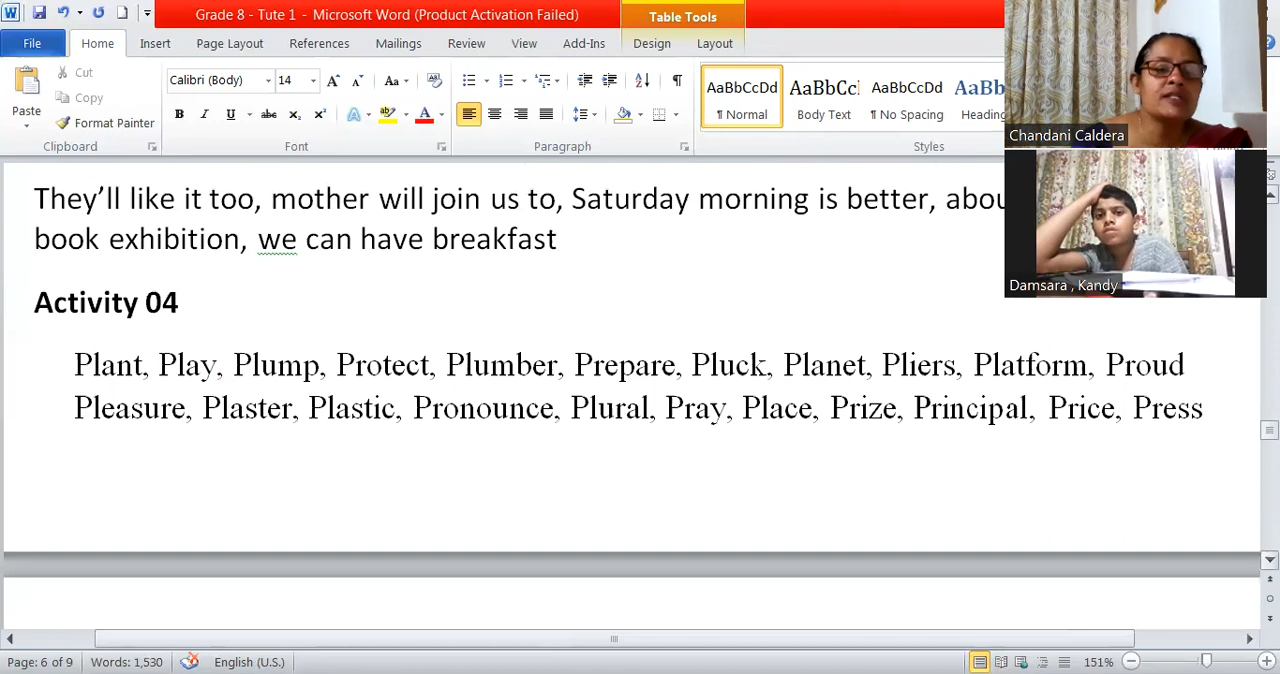 Grade 8 - Tute 1 - Microsoft Word (Product Activation Failed)
Table Tools
File Home Insert Page Layout References Mailings Review View Add-Ins Design Layout
Cut
Copy
Paste
Format Painter
Clipboard
Calibri (Body) 14
Font
Paragraph
AaBbCcDd AaBbCcI AaBbCcDd AaBb
¶ Normal Body Text ¶ No Spacing Heading
Styles
Chandani Caldera
Damsara , Kandy
They'll like it too, mother will join us to, Saturday morning is better,
book exhibition, we can have breakfast
Activity 04
Plant, Play, Plump, Protect, Plumber, Prepare, Pluck, Planet, Pliers, Platform, Proud
Pleasure, Plaster, Plastic, Pronounce, Plural, Pray, Place, Prize, Principal, Price, Press
Page: 6 of 9 Words: 1,530 English (U.S.) 151%